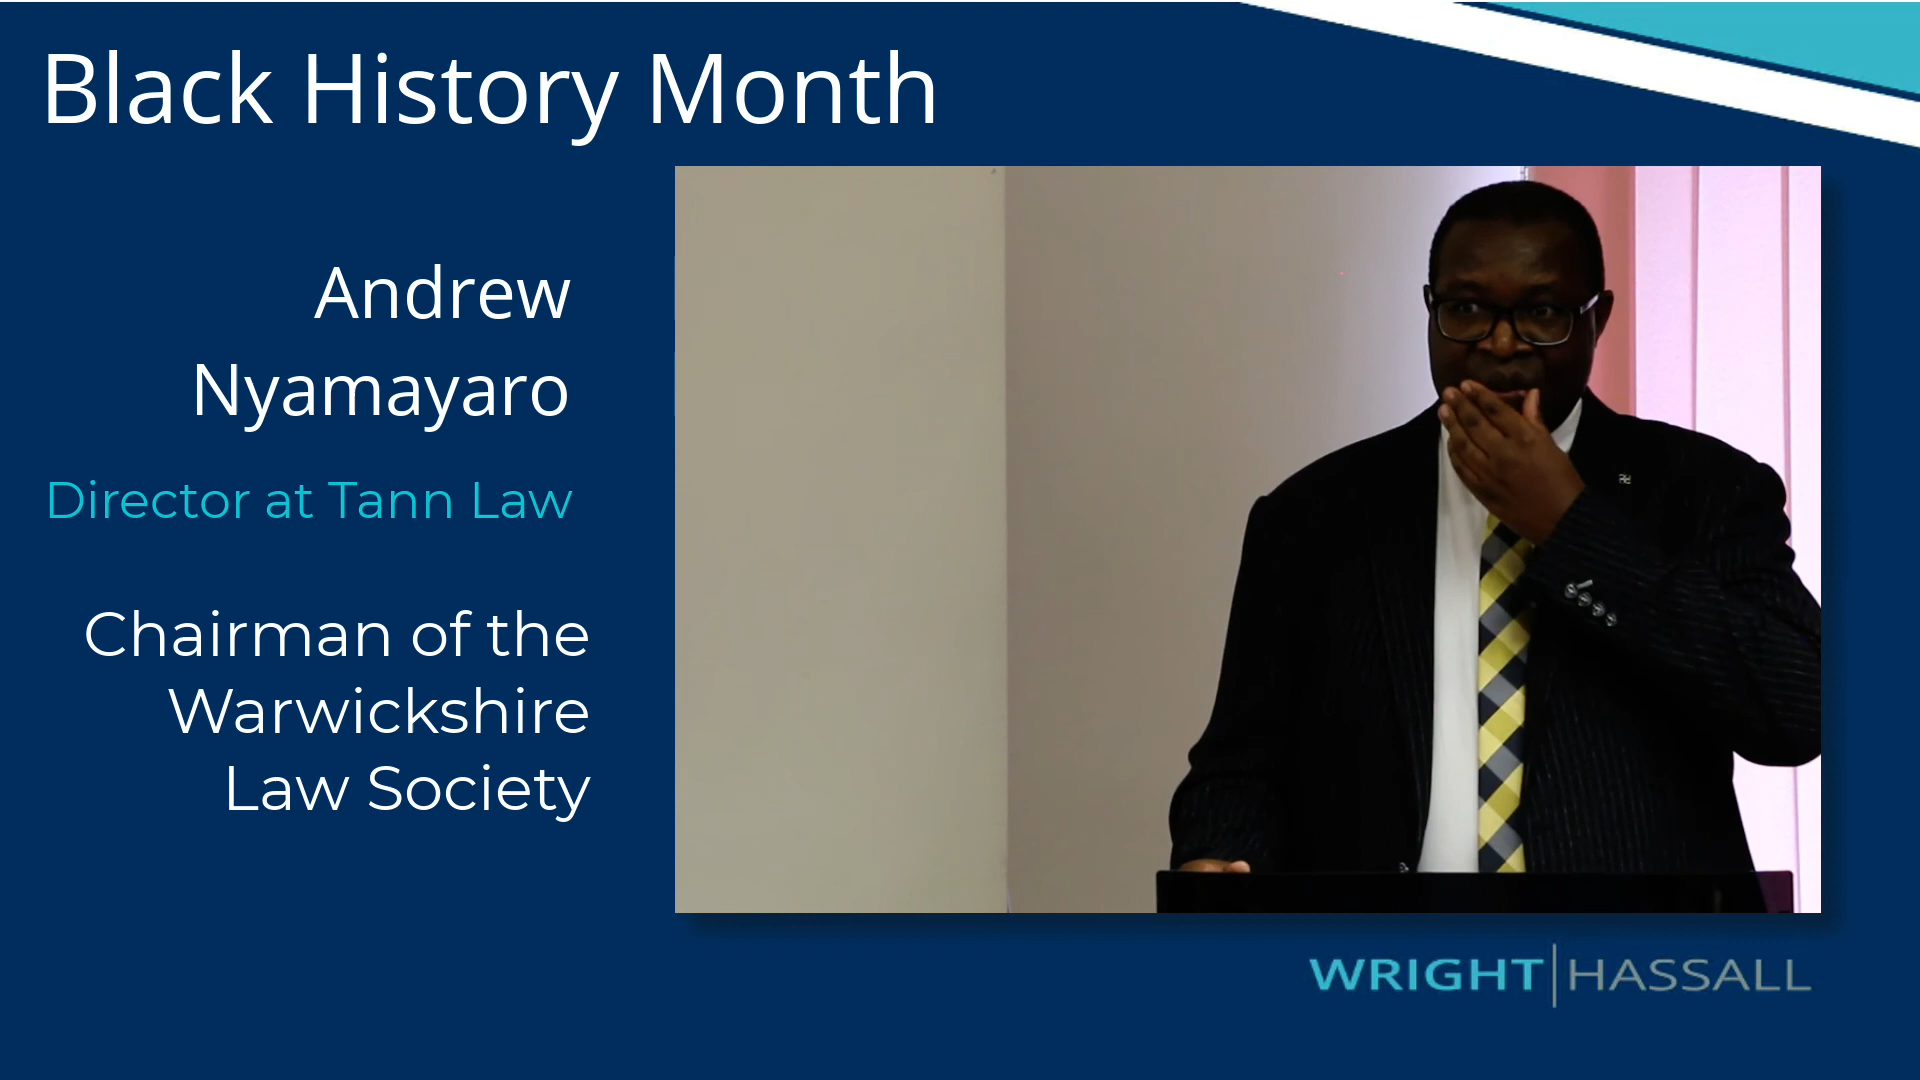 Black History Month
Andrew
Nyamayaro
Director at Tann Law
Chairman of the
Warwickshire
Law Society
WRIGHT|HASSALL